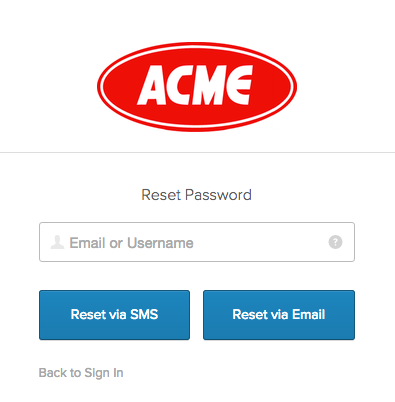 ACME
Reset Password
Email or Username
?
Reset via SMS
Reset via Email
Back to Sign In